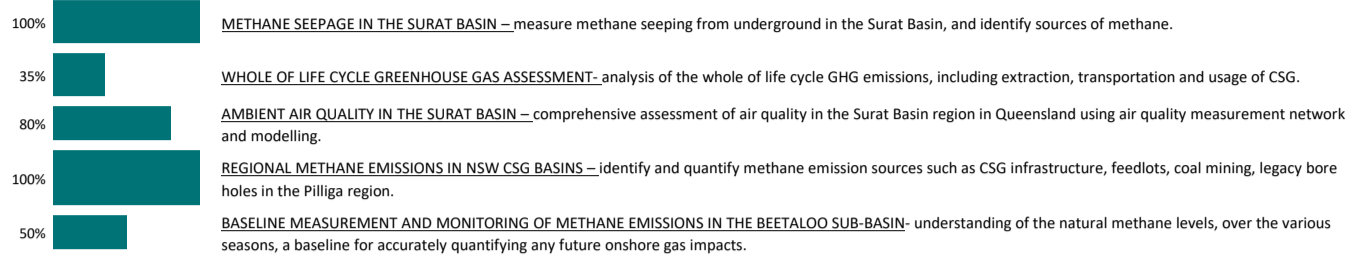 100% METHANE SEEPAGE IN THE SURAT BASIN – measure methane seeping from underground in the Surat Basin, and identify sources of methane.
35% WHOLE OF LIFE CYCLE GREENHOUSE GAS ASSESSMENT- analysis of the whole of life cycle GHG emissions, including extraction, transportation and usage of CSG.
80% AMBIENT AIR QUALITY IN THE SURAT BASIN – comprehensive assessment of air quality in the Surat Basin region in Queensland using air quality measurement network
and modelling.
100% REGIONAL METHANE EMISSIONS IN NSW CSG BASINS – identify and quantify methane emission sources such as CSG infrastructure, feedlots, coal mining, legacy bore
holes in the Pilliga region.
50% BASELINE MEASUREMENT AND MONITORING OF METHANE EMISSIONS IN THE BEETALOO SUB-BASIN- understanding of the natural methane levels, over the various
seasons, a baseline for accurately quantifying any future onshore gas impacts.